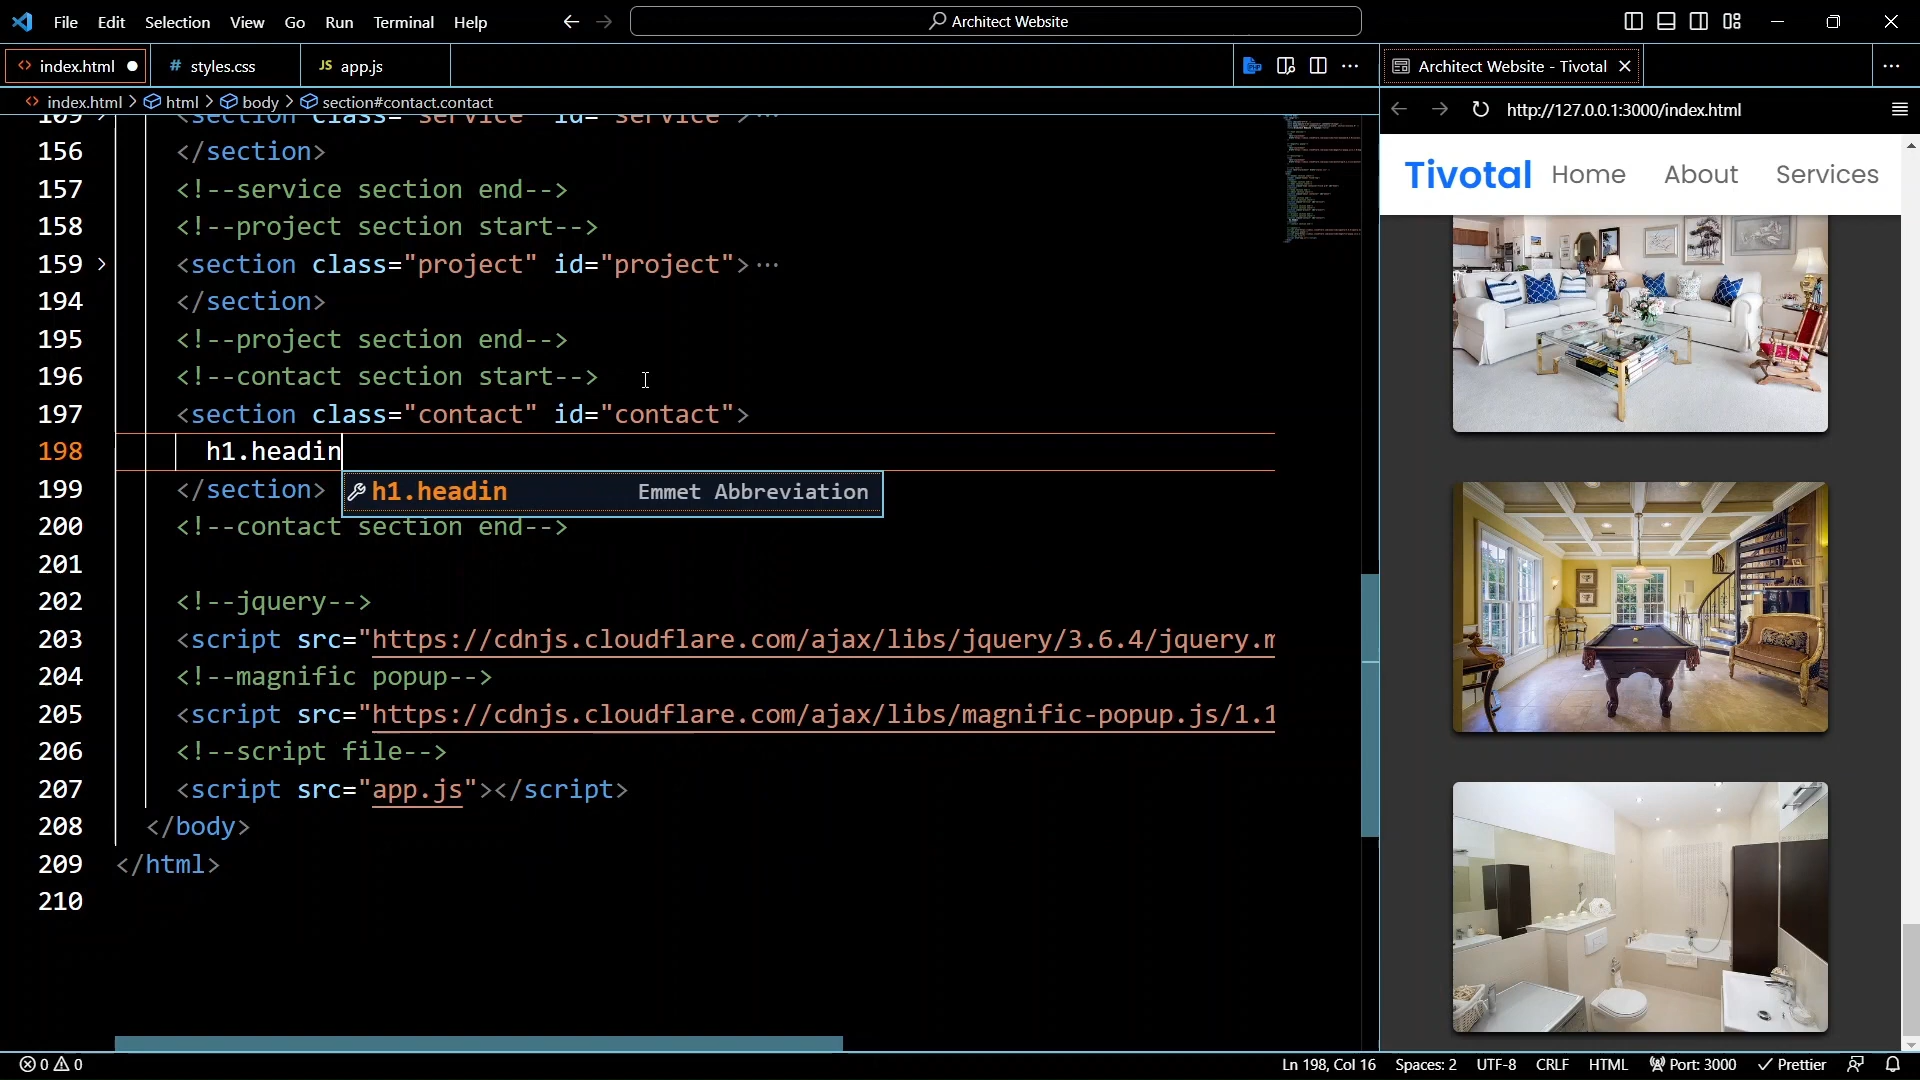 File Edit Selection View Go Run Terminal Help
Architect Website
index.html
# styles.css
JS app.js
Architect Website - Tivotal
index.html > html > body > section#contact.contact
http://127.0.0.1:3000/index.html
109 <section class="service" id="service">···
156 </section>
157 <!--service section end-->
158 <!--project section start-->
159 <section class="project" id="project">···
194 </section>
195 <!--project section end-->
196 <!--contact section start-->
197 <section class="contact" id="contact">
198 h1.headin
199 </section>
h1.headin Emmet Abbreviation
200 <!--contact section end-->
201
202 <!--jquery-->
203 <script src="https://cdnjs.cloudflare.com/ajax/libs/jquery/3.6.4/jquery.m
204 <!--magnific popup-->
205 <script src="https://cdnjs.cloudflare.com/ajax/libs/magnific-popup.js/1.1
206 <!--script file-->
207 <script src="app.js"></script>
208 </body>
209 </html>
210
Tivotal Home About Services
0 0
Ln 198, Col 16 Spaces: 2 UTF-8 CRLF HTML Port: 3000 Prettier